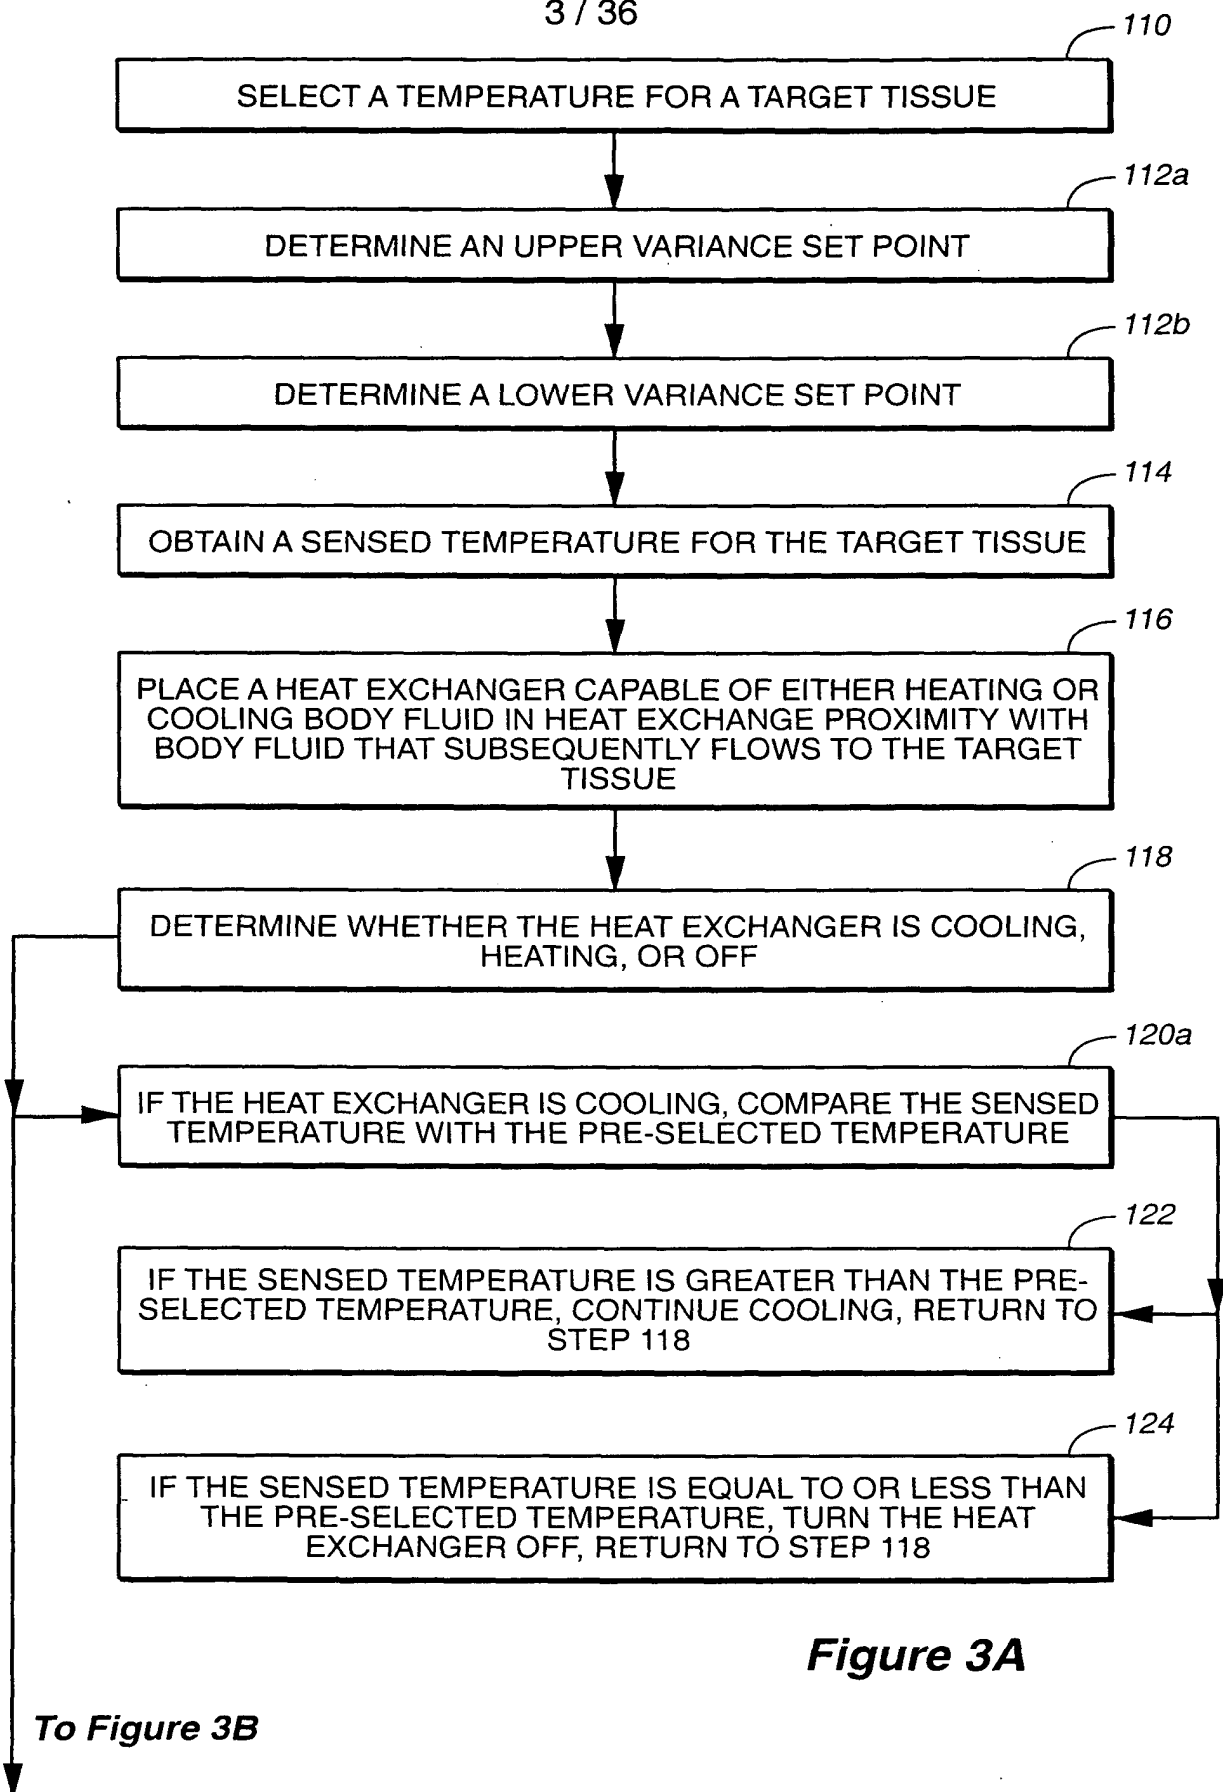 3 / 36
110
SELECT A TEMPERATURE FOR A TARGET TISSUE
112a
DETERMINE AN UPPER VARIANCE SET POINT
112b
DETERMINE A LOWER VARIANCE SET POINT
114
OBTAIN A SENSED TEMPERATURE FOR THE TARGET TISSUE
116
PLACE A HEAT EXCHANGER CAPABLE OF EITHER HEATING OR
COOLING BODY FLUID IN HEAT EXCHANGE PROXIMITY WITH
BODY FLUID THAT SUBSEQUENTLY FLOWS TO THE TARGET
TISSUE
118
DETERMINE WHETHER THE HEAT EXCHANGER IS COOLING,
HEATING, OR OFF
120a
IF THE HEAT EXCHANGER IS COOLING, COMPARE THE SENSED
TEMPERATURE WITH THE PRE-SELECTED TEMPERATURE
122
IF THE SENSED TEMPERATURE IS GREATER THAN THE PRE-
SELECTED TEMPERATURE, CONTINUE COOLING, RETURN TO
STEP 118
124
IF THE SENSED TEMPERATURE IS EQUAL TO OR LESS THAN
THE PRE-SELECTED TEMPERATURE, TURN THE HEAT
EXCHANGER OFF, RETURN TO STEP 118
Figure 3A
To Figure 3B